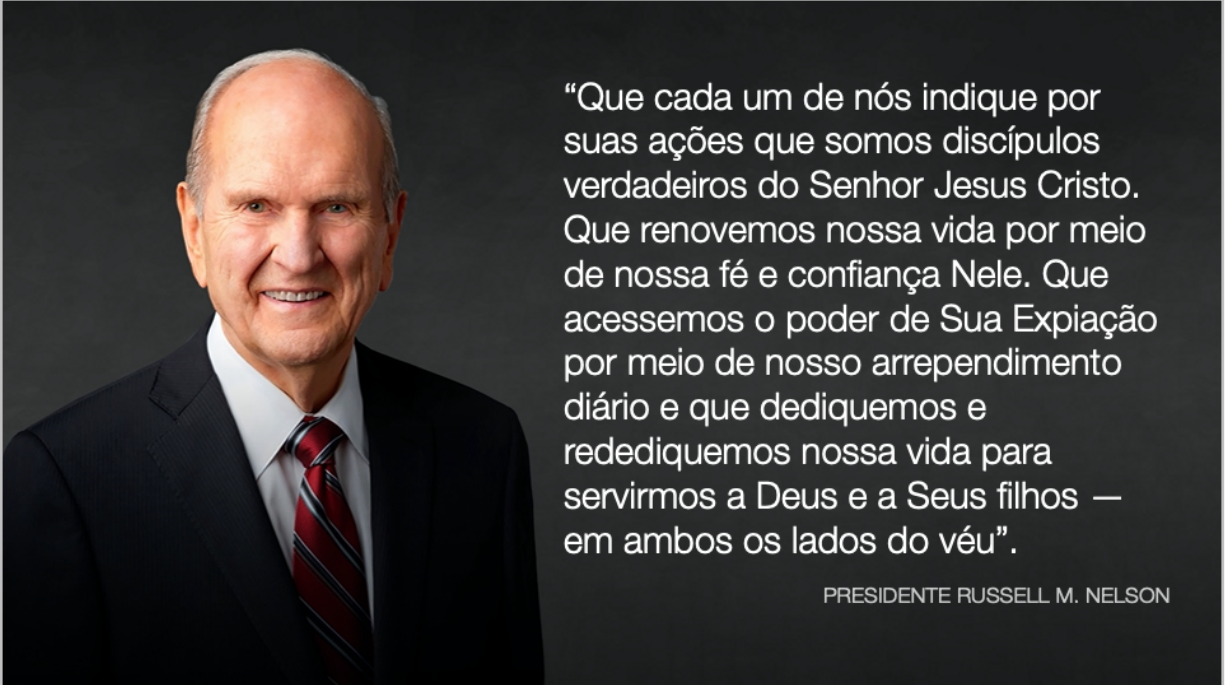 “Que cada um de nós indique por
suas ações que somos discípulos
verdadeiros do Senhor Jesus Cristo.
Que renovemos nossa vida por meio
de nossa fé e confiança Nele. Que
acessemos o poder de Sua Expiação
por meio de nosso arrependimento
diário e que dediquemos e
redediquemos nossa vida para
servirmos a Deus e a Seus filhos —
em ambos os lados do véu”.
PRESIDENTE RUSSELL M. NELSON